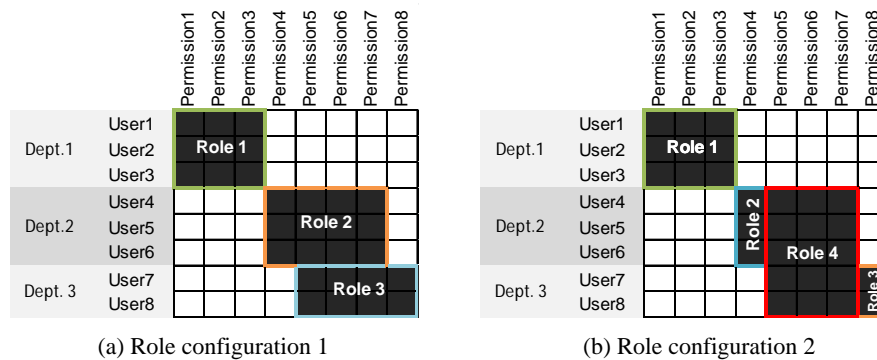 Permission1
Permission2
Permission3
Permission4
Permission5
Permission6
Permission7
Permission8
Dept.1
User1
User2
User3
Role 1
Dept.2
User4
User5
User6
Role 2
Dept. 3
User7
User8
Role 3
(a) Role configuration 1
Permission1
Permission2
Permission3
Permission4
Permission5
Permission6
Permission7
Permission8
Dept.1
User1
User2
User3
Role 1
Dept.2
User4
User5
User6
Role 2
Role 4
Dept. 3
User7
User8
Role 3
(b) Role configuration 2